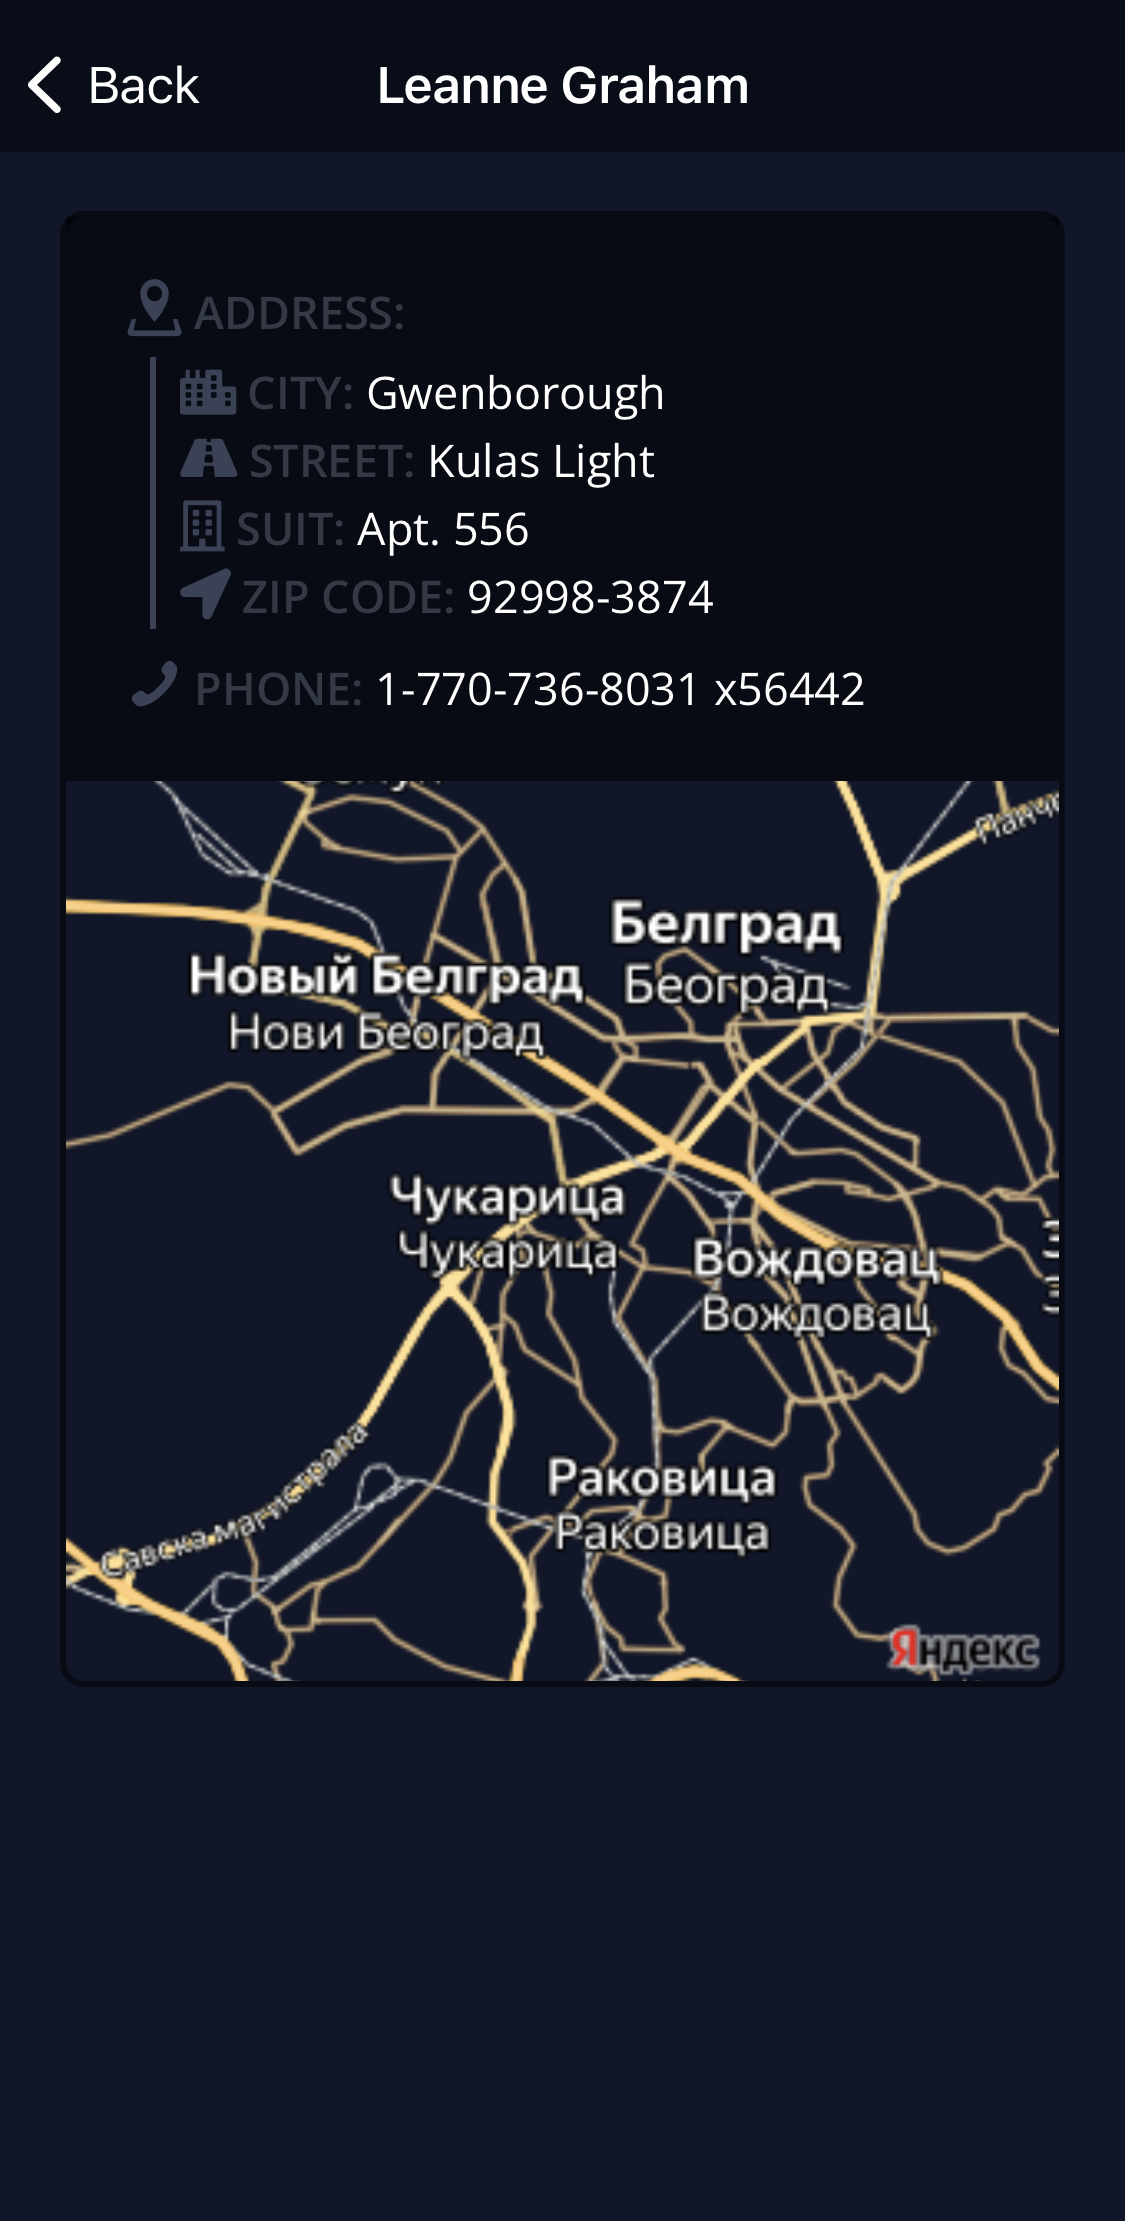 Back
Leanne Graham
ADDRESS:
CITY: Gwenborough
STREET: Kulas Light
SUIT: Apt. 556
ZIP CODE: 92998-3874
PHONE: 1-770-736-8031 x56442
Белград
Београд
Новый Белград
Нови Београд
Чукарица
Чукарица
Вождовац
Вождовац
Савска магистрала
Раковица
Раковица
Яндекс